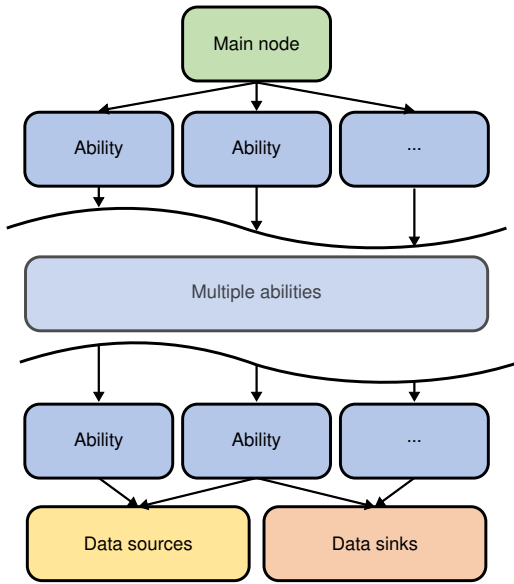 Main node
Ability
Ability
...
Multiple abilities
Ability
Ability
...
Data sources
Data sinks